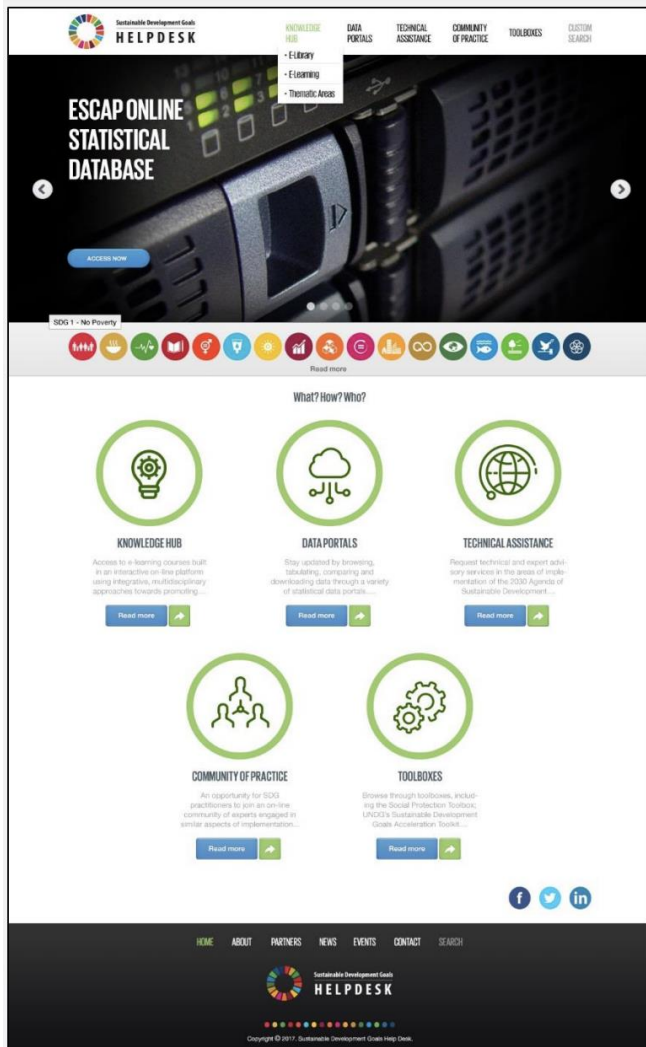 Sustainable Development Goals
HELPDESK
KNOWLEDGE
HUB
DATA
PORTALS
TECHNICAL
ASSISTANCE
COMMUNITY
OF PRACTICE
TOOLBOXES
CUSTOM
SEARCH
- E-Library
- E-Learning
- Thematic Areas
ESCAP ONLINE
STATISTICAL
DATABASE
ACCESS NOW
SDG 1 - No Poverty
Read more
What? How? Who?
KNOWLEDGE HUB
Access to e-learning courses built
in an interactive on-line platform
using integrative, multidisciplinary
approaches towards promoting....
Read more
DATA PORTALS
Stay updated by browsing,
tabulating, comparing and
downloading data through a variety
of statistical data portals.....
Read more
TECHNICAL ASSISTANCE
Request technical and expert advi-
sory services in the areas of imple-
mentation of the 2030 Agenda of
Sustainable Development....
Read more
COMMUNITY OF PRACTICE
An opportunity for SDG
practitioners to join an on-line
community of experts engaged in
similar aspects of implementation...
Read more
TOOLBOXES
Browse through toolboxes, includ-
ing the Social Protection Toolbox;
UNDG's Sustainable Development
Goals Acceleration Toolkit....
Read more
HOME ABOUT PARTNERS NEWS EVENTS CONTACT SEARCH
Sustainable Development Goals
HELPDESK
Copyright © 2017. Sustainable Development Goals Help Desk.